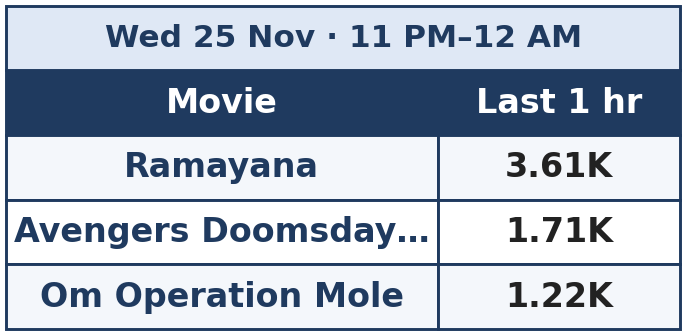 Wed 25 Nov · 11 PM–12 AM
Movie Last 1 hr
Ramayana 3.61K
Avengers Doomsday... 1.71K
Om Operation Mole 1.22K